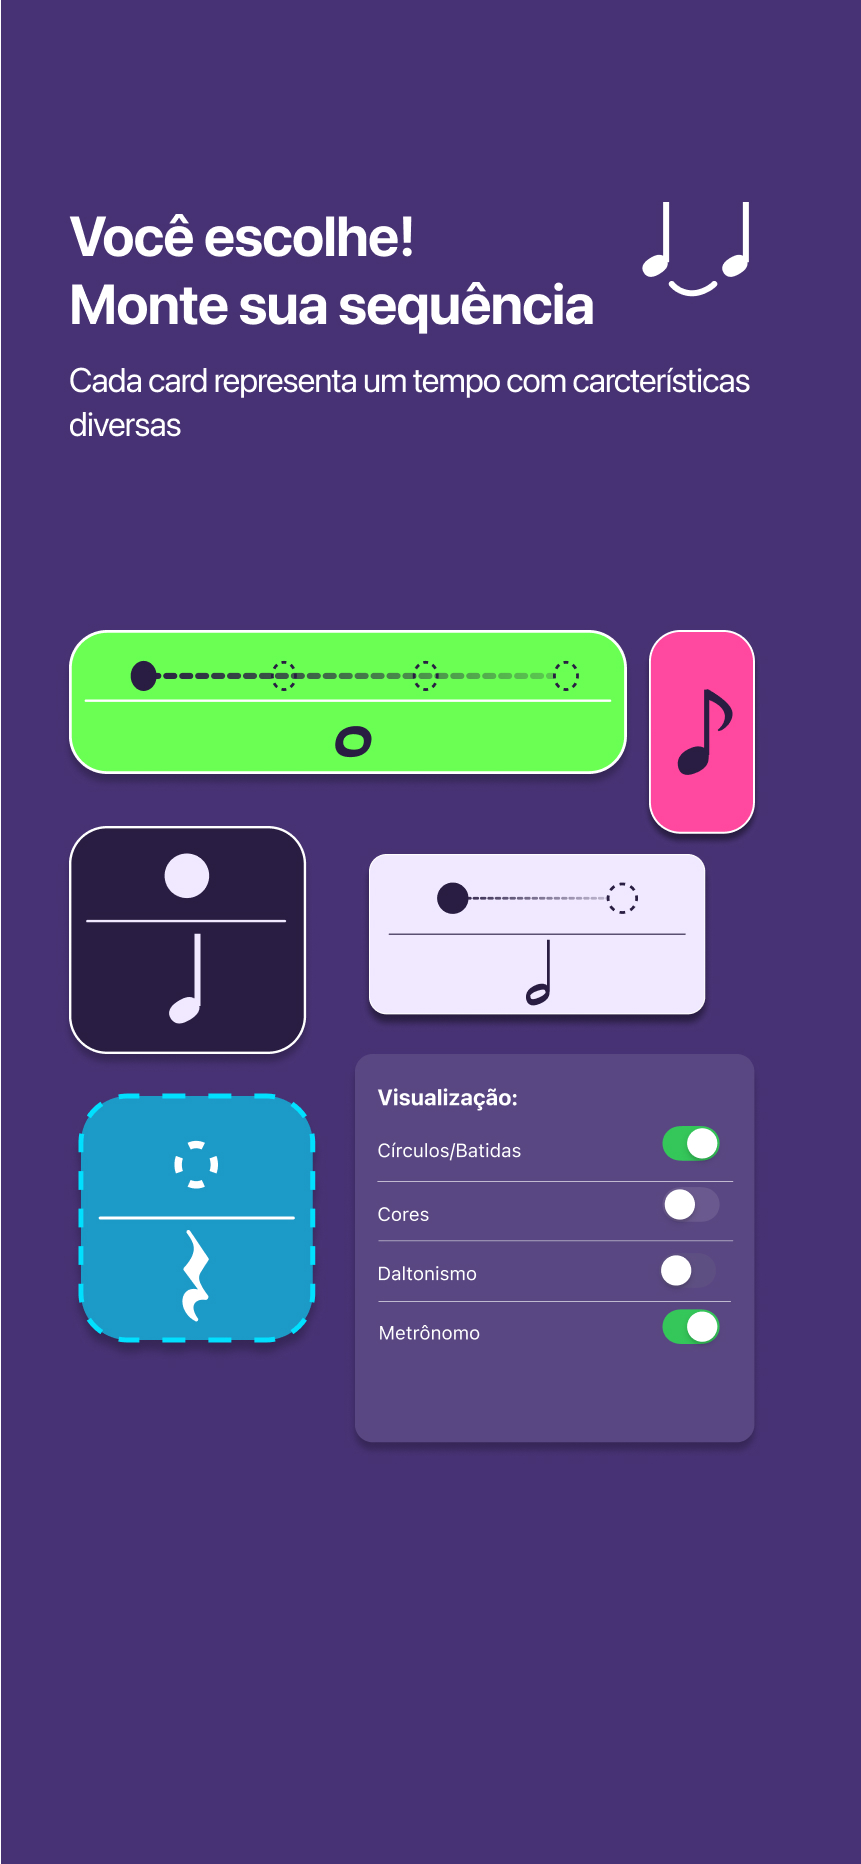 Você escolhe!
Monte sua sequência
Cada card representa um tempo com carcterísticas
diversas
Visualização:
Círculos/Batidas
Cores
Daltonismo
Metrônomo